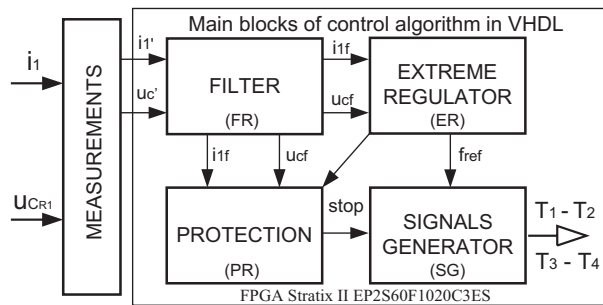 Main blocks of control algorithm in VHDL
i1
uCR1
MEASUREMENTS
i1'
uc'
FILTER
(FR)
i1f
ucf
EXTREME
REGULATOR
(ER)
i1f
ucf
fref
PROTECTION
(PR)
stop
SIGNALS
GENERATOR
(SG)
T1 - T2
T3 - T4
FPGA Stratix II EP2S60F1020C3ES